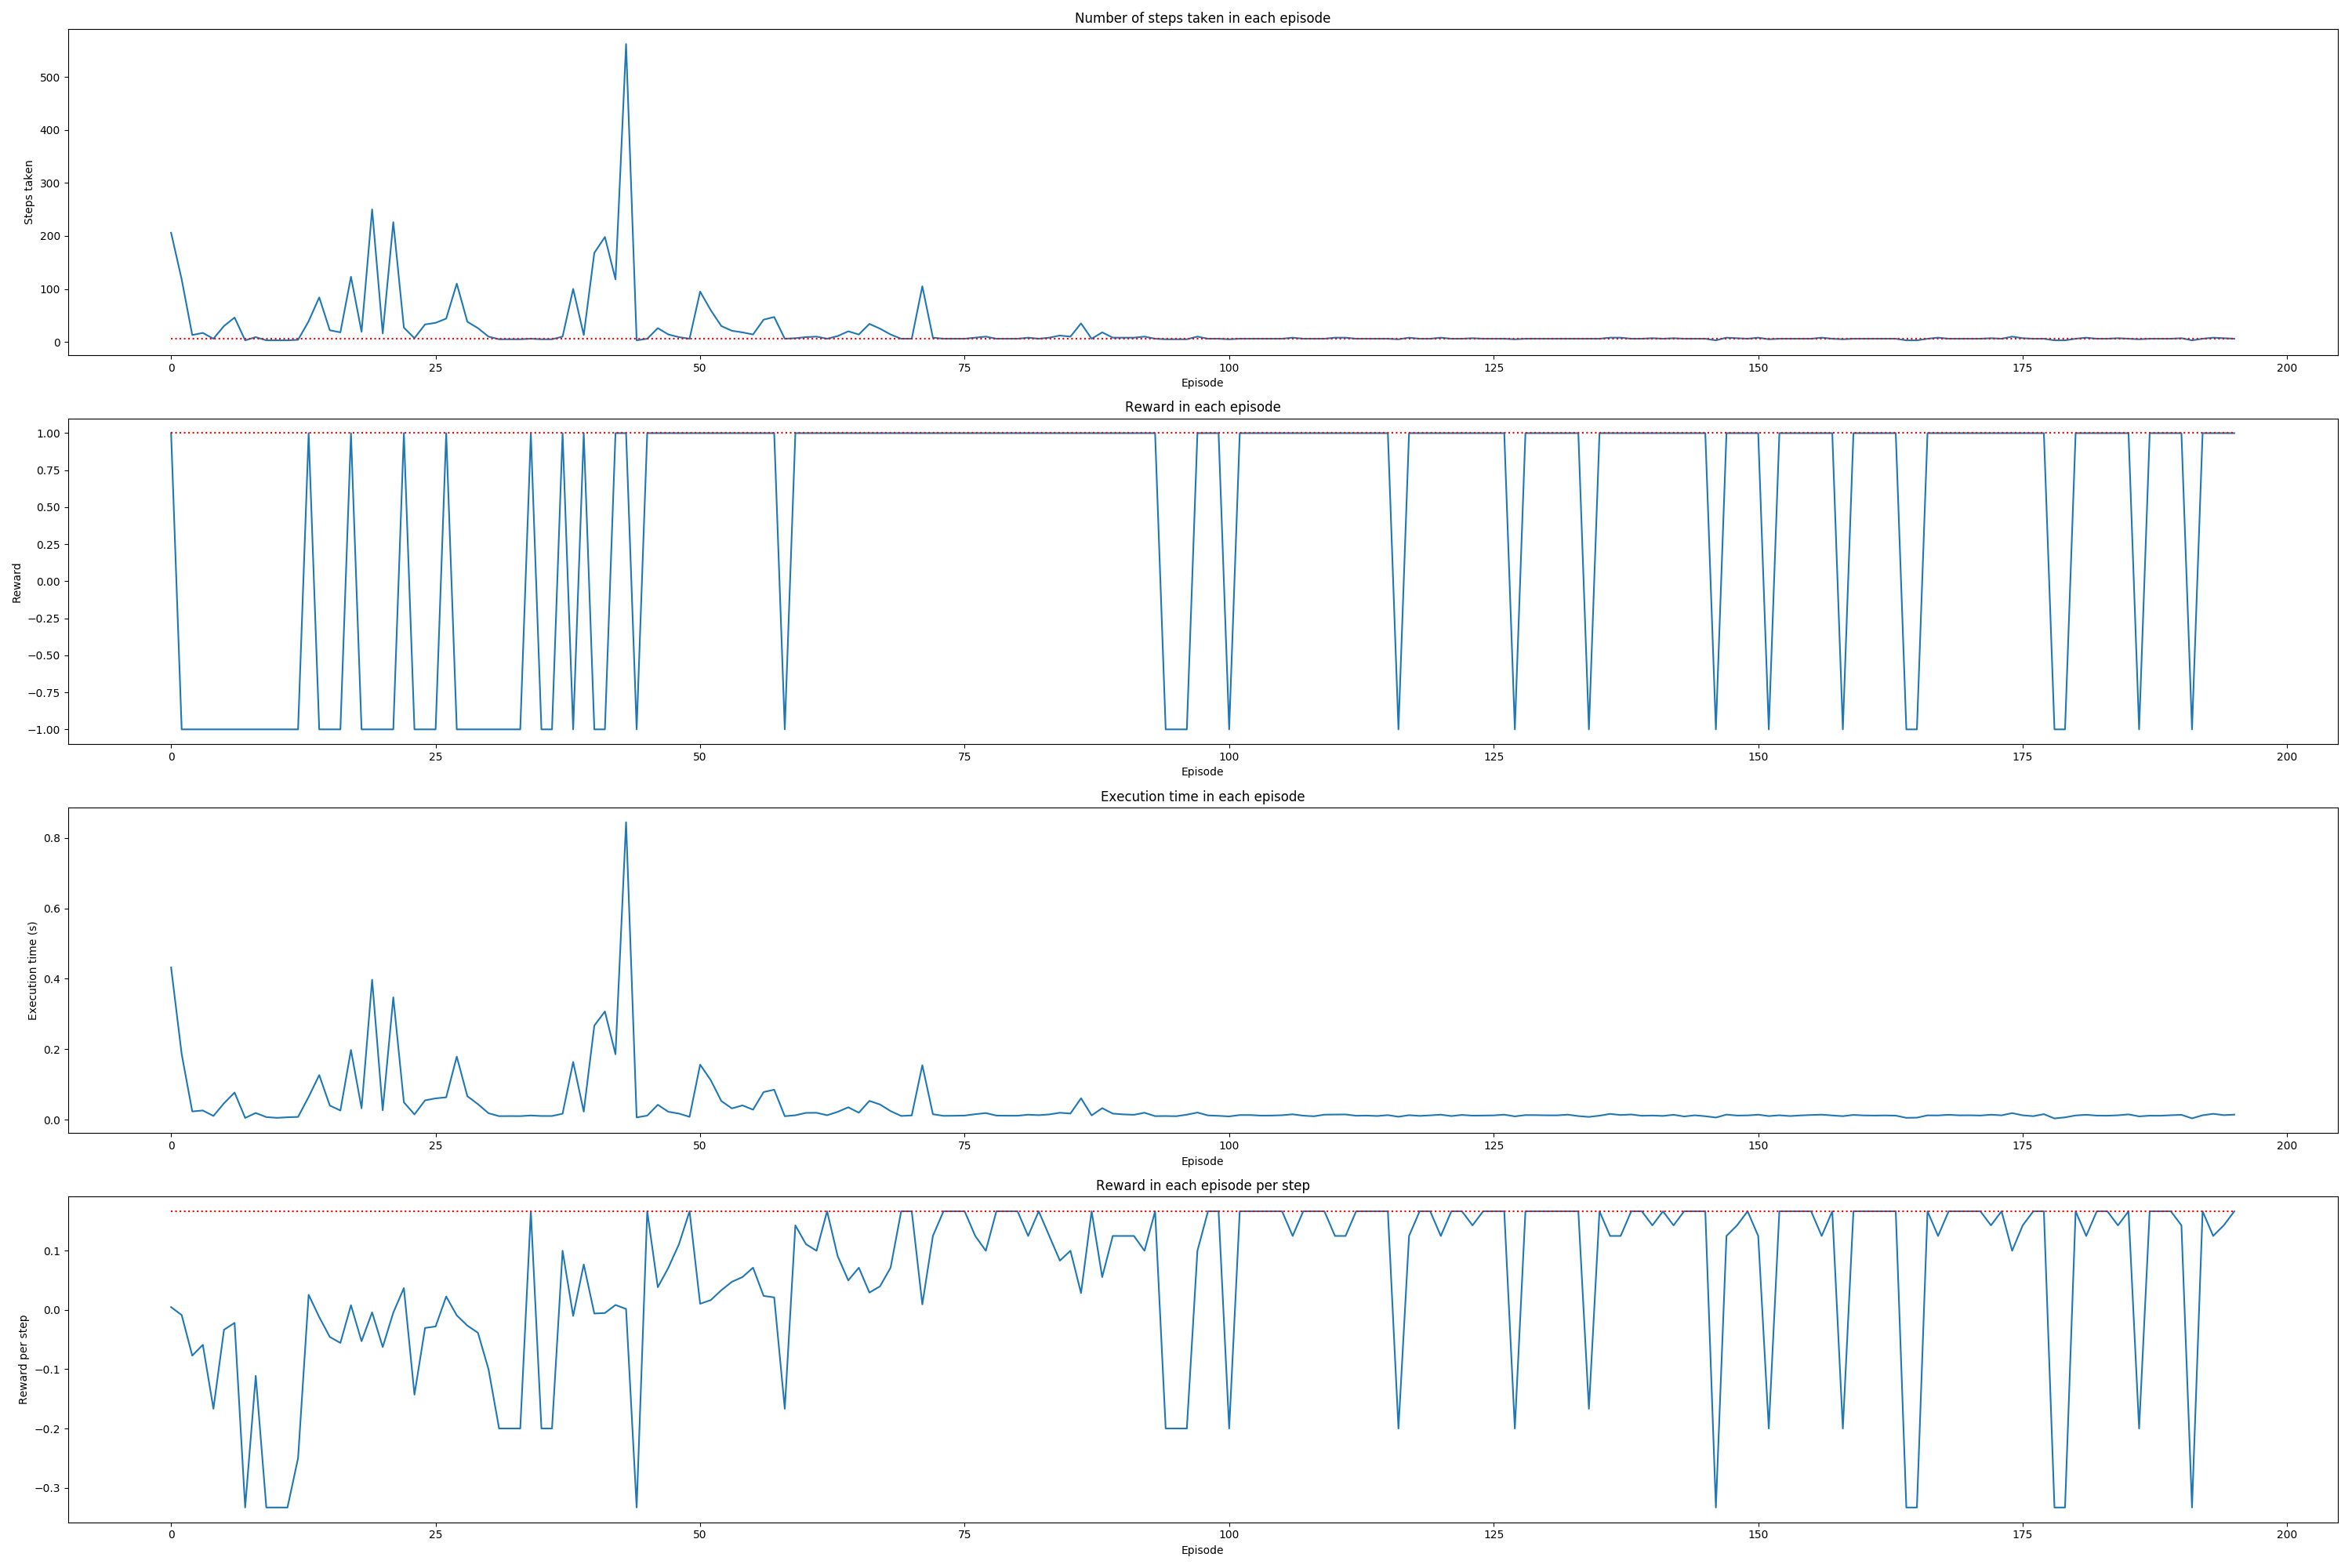 Number of steps taken in each episode
500
400
300
200
100
0
Steps taken
0 25 50 75 100 125 150 175 200
Episode
Reward in each episode
1.00
0.75
0.50
0.25
0.00
−0.25
−0.50
−0.75
−1.00
Reward
0 25 50 75 100 125 150 175 200
Episode
Execution time in each episode
0.8
0.6
0.4
0.2
0.0
Execution time (s)
0 25 50 75 100 125 150 175 200
Episode
Reward in each episode per step
0.1
0.0
−0.1
−0.2
−0.3
Reward per step
0 25 50 75 100 125 150 175 200
Episode